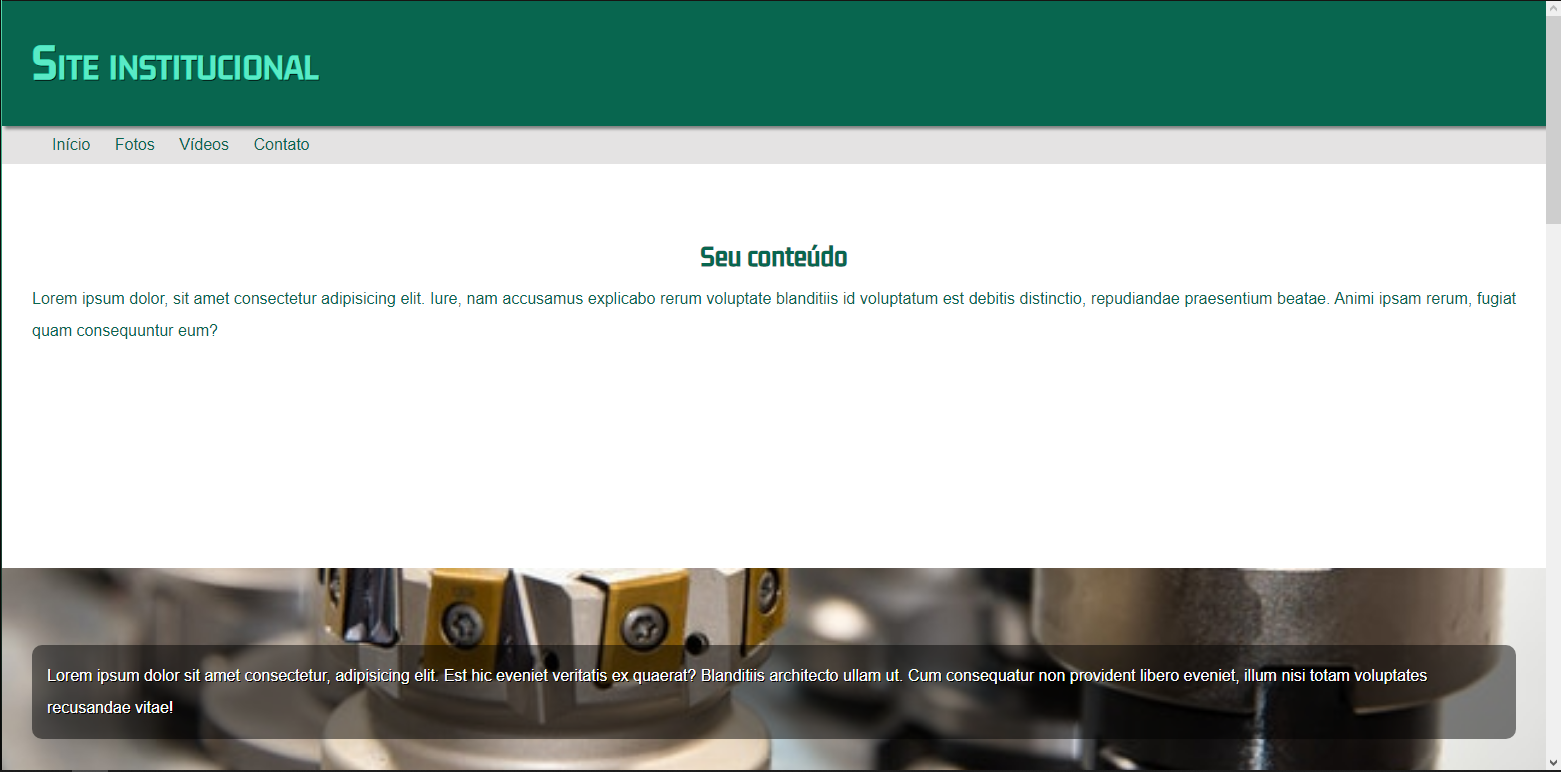 Site institucional
Início Fotos Vídeos Contato
Seu conteúdo
Lorem ipsum dolor, sit amet consectetur adipisicing elit. Iure, nam accusamus explicabo rerum voluptate blanditiis id voluptatum est debitis distinctio, repudiandae praesentium beatae. Animi ipsam rerum, fugiat
quam consequuntur eum?
Lorem ipsum dolor sit amet consectetur, adipisicing elit. Est hic eveniet veritatis ex quaerat? Blanditiis architecto ullam ut. Cum consequatur non provident libero eveniet, illum nisi totam voluptates
recusandae vitae!